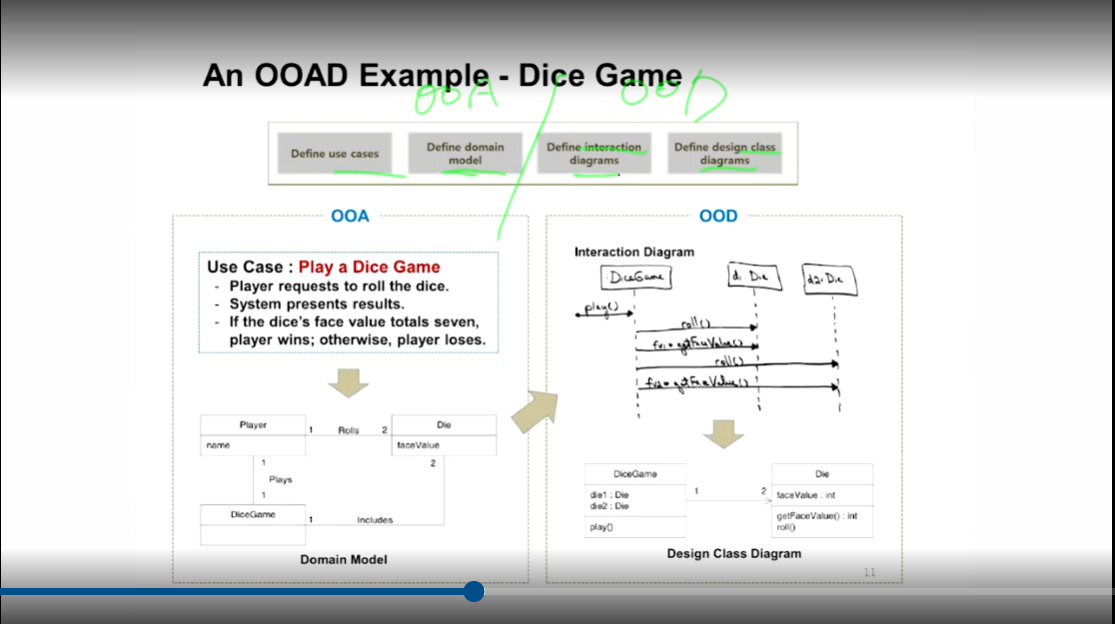 An OOAD Example - Dice Game
OOA / OOD
Define use cases
Define domain
model
Define interaction
diagrams
Define design class
diagrams
OOA
Use Case : Play a Dice Game
- Player requests to roll the dice.
- System presents results.
- If the dice's face value totals seven,
player wins; otherwise, player loses.
Player
name
1 Rolls 2
Die
faceValue
1
Plays
1
2
DiceGame
1 Includes
Domain Model
OOD
Interaction Diagram
:DiceGame
d1: Die
d2: Die
play()
roll()
fv1=getFaceValue()
roll()
fv2=getFaceValue()
DiceGame
die1 : Die
die2 : Die
play()
1 2
Die
faceValue : int
getFaceValue() : int
roll()
Design Class Diagram
11